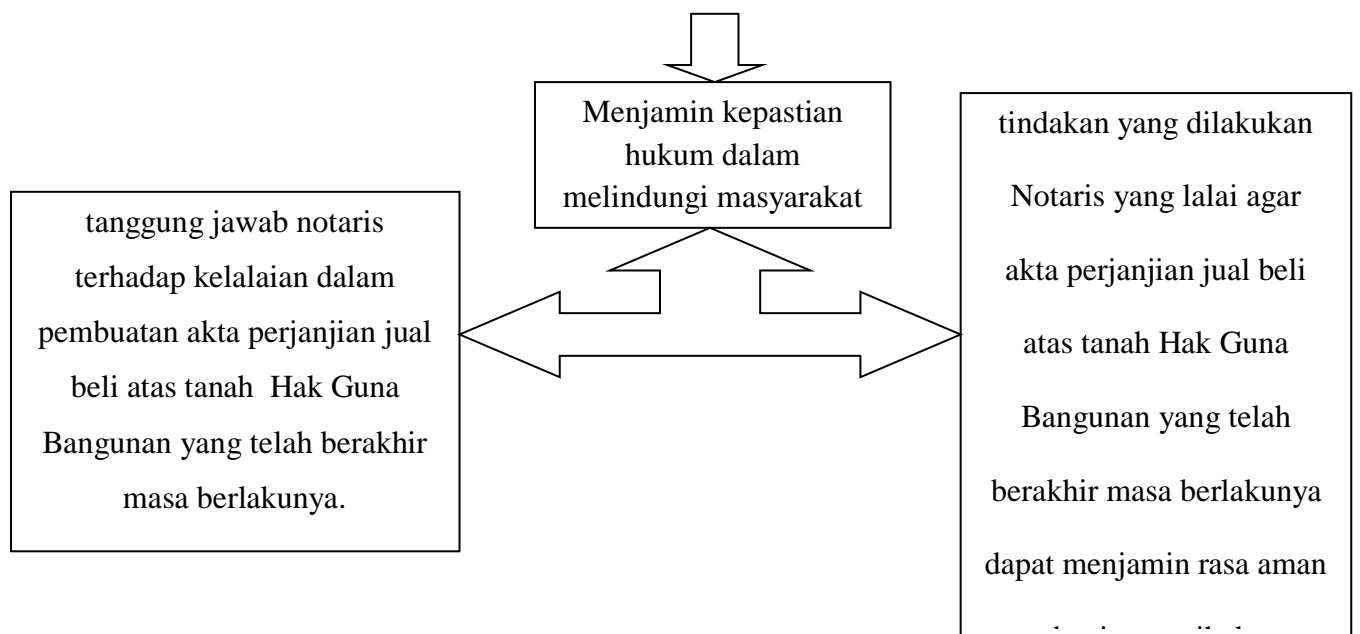 Menjamin kepastian
hukum dalam
melindungi masyarakat
tanggung jawab notaris
terhadap kelalaian dalam
pembuatan akta perjanjian jual
beli atas tanah Hak Guna
Bangunan yang telah berakhir
masa berlakunya.
tindakan yang dilakukan
Notaris yang lalai agar
akta perjanjian jual beli
atas tanah Hak Guna
Bangunan yang telah
berakhir masa berlakunya
dapat menjamin rasa aman